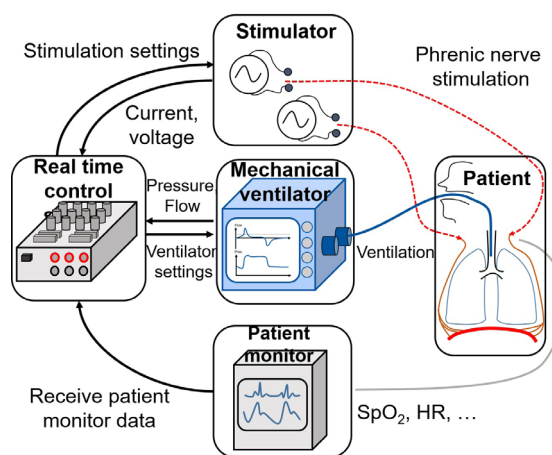 Stimulator
Stimulation settings
Phrenic nerve
stimulation
Current,
voltage
Real time
control
Pressure,
Flow
Mechanical
ventilator
Patient
Ventilator
settings
Ventilation
Patient
monitor
Receive patient
monitor data
SpO₂, HR, …